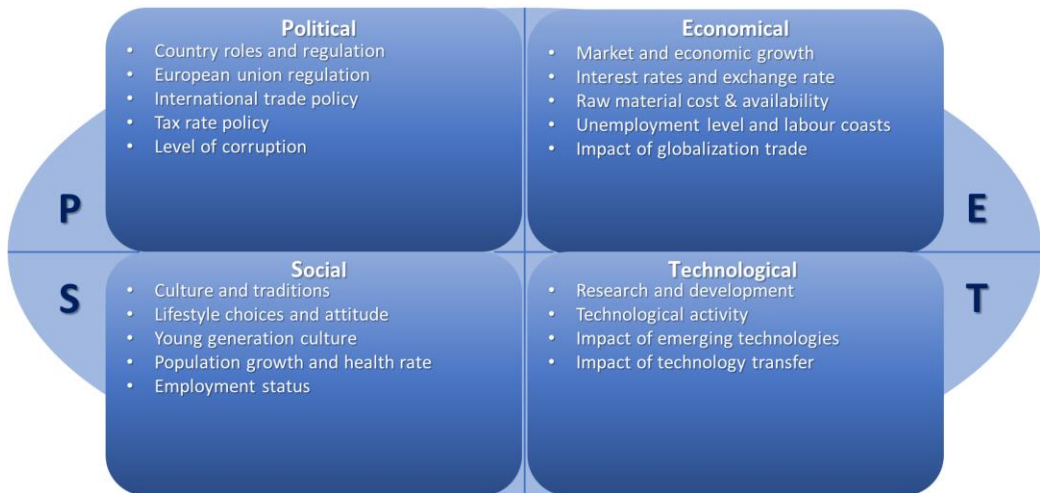 Political
• Country roles and regulation
• European union regulation
• International trade policy
• Tax rate policy
• Level of corruption
P
Economical
• Market and economic growth
• Interest rates and exchange rate
• Raw material cost & availability
• Unemployment level and labour coasts
• Impact of globalization trade
E
Social
• Culture and traditions
• Lifestyle choices and attitude
• Young generation culture
• Population growth and health rate
• Employment status
S
Technological
• Research and development
• Technological activity
• Impact of emerging technologies
• Impact of technology transfer
T